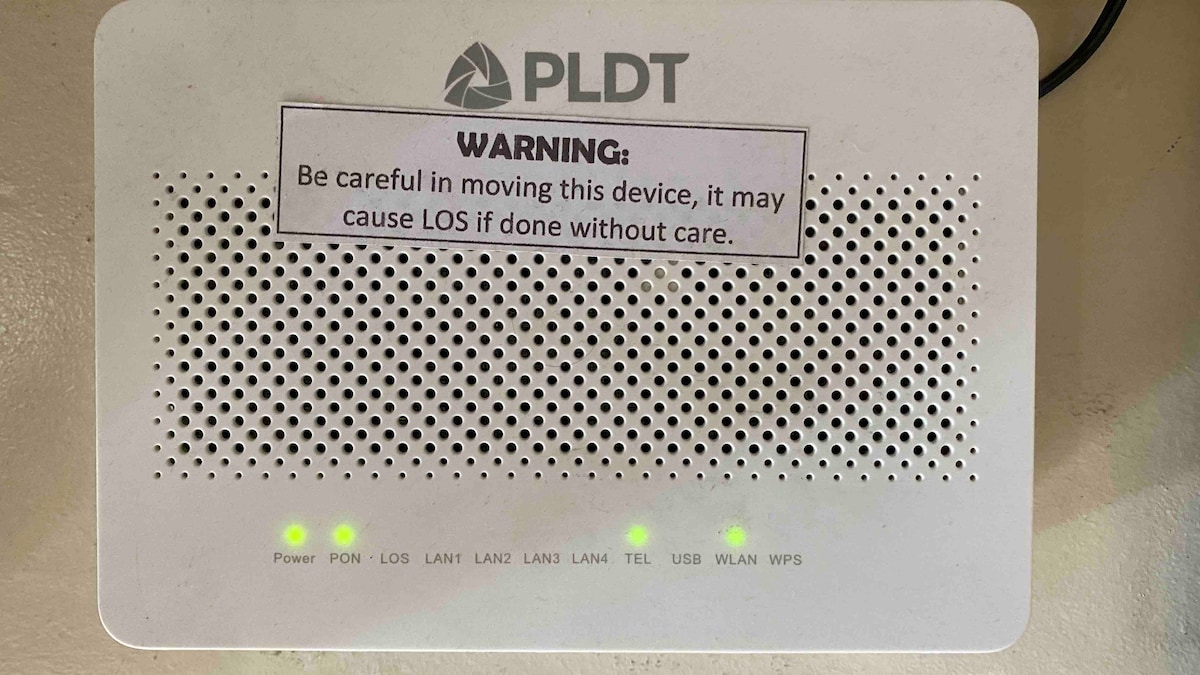 PLDT
WARNING:
Be careful in moving this device, it may
cause LOS if done without care.
Power PON LOS LAN1 LAN2 LAN3 LAN4 TEL USB WLAN WPS